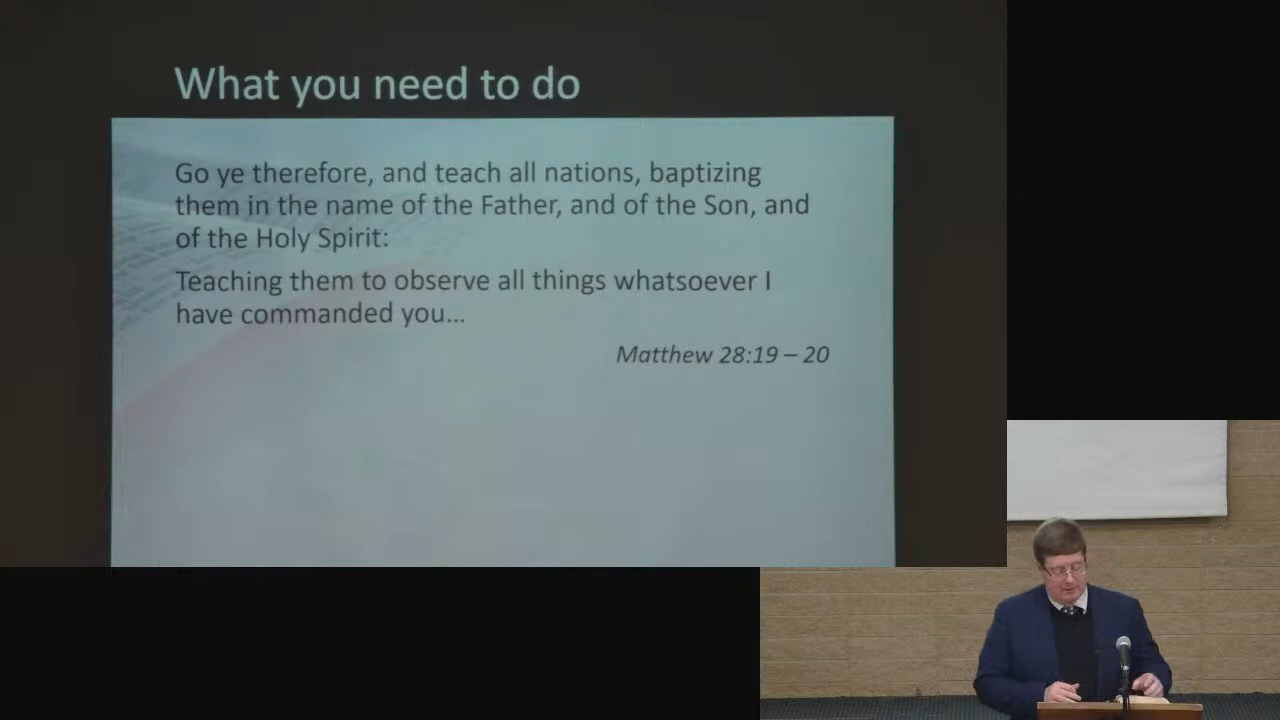 What you need to do
Go ye therefore, and teach all nations, baptizing
them in the name of the Father, and of the Son, and
of the Holy Spirit:
Teaching them to observe all things whatsoever I
have commanded you…
Matthew 28:19 – 20